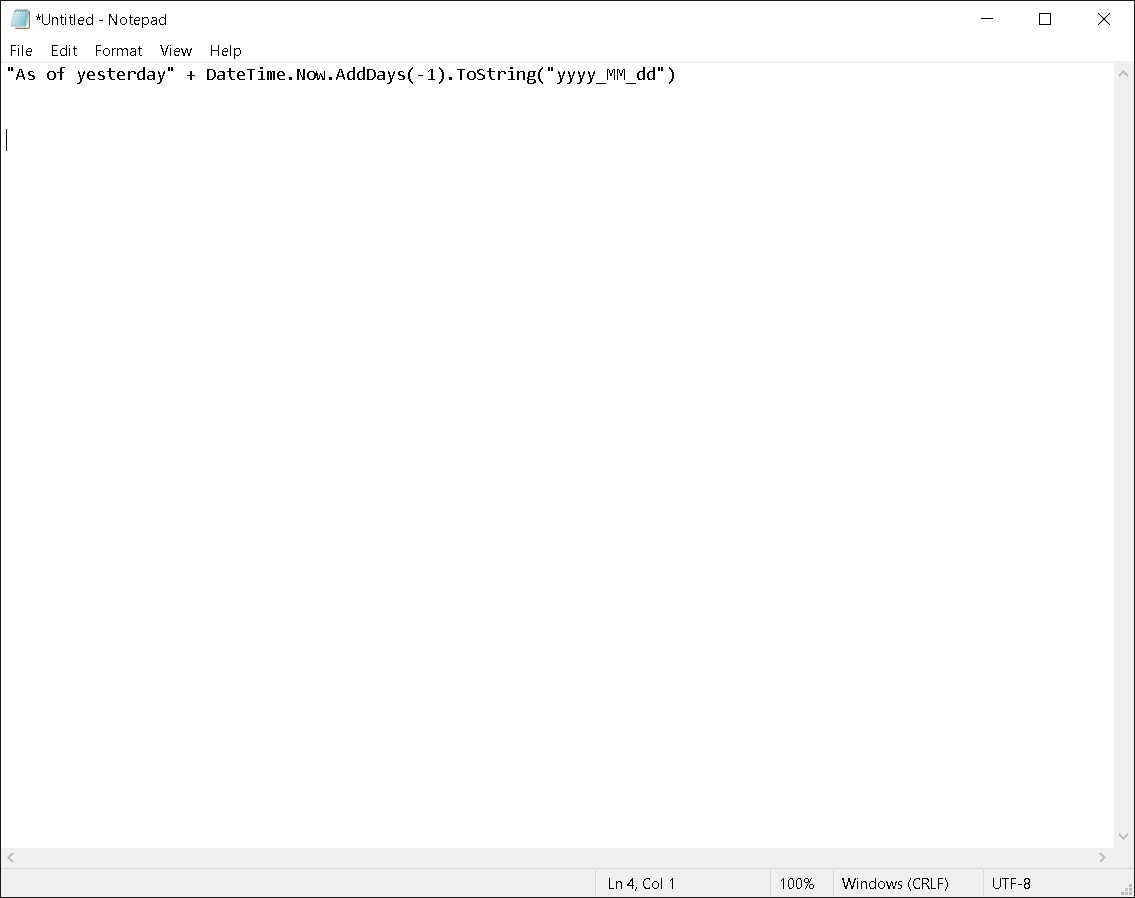 *Untitled - Notepad
File Edit Format View Help
"As of yesterday" + DateTime.Now.AddDays(-1).ToString("yyyy_MM_dd")
Ln 4, Col 1 100% Windows (CRLF) UTF-8